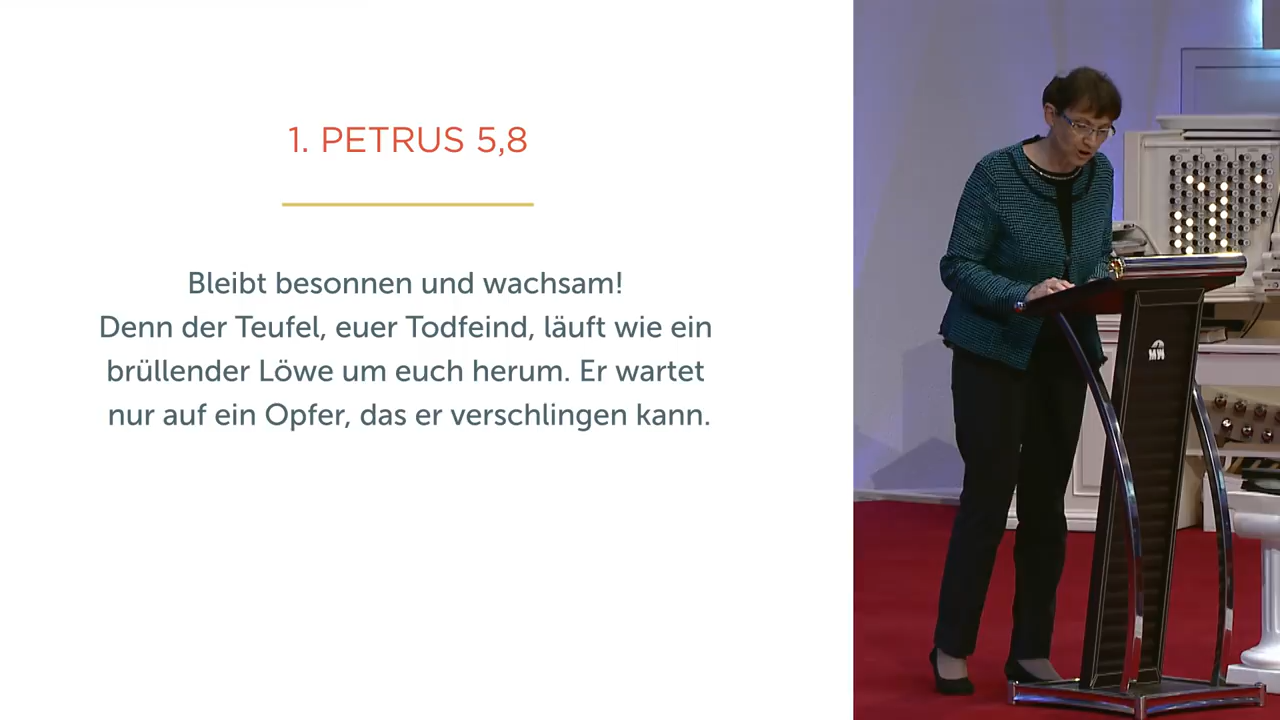 1. PETRUS 5,8
Bleibt besonnen und wachsam!
Denn der Teufel, euer Todfeind, läuft wie ein
brüllender Löwe um euch herum. Er wartet
nur auf ein Opfer, das er verschlingen kann.